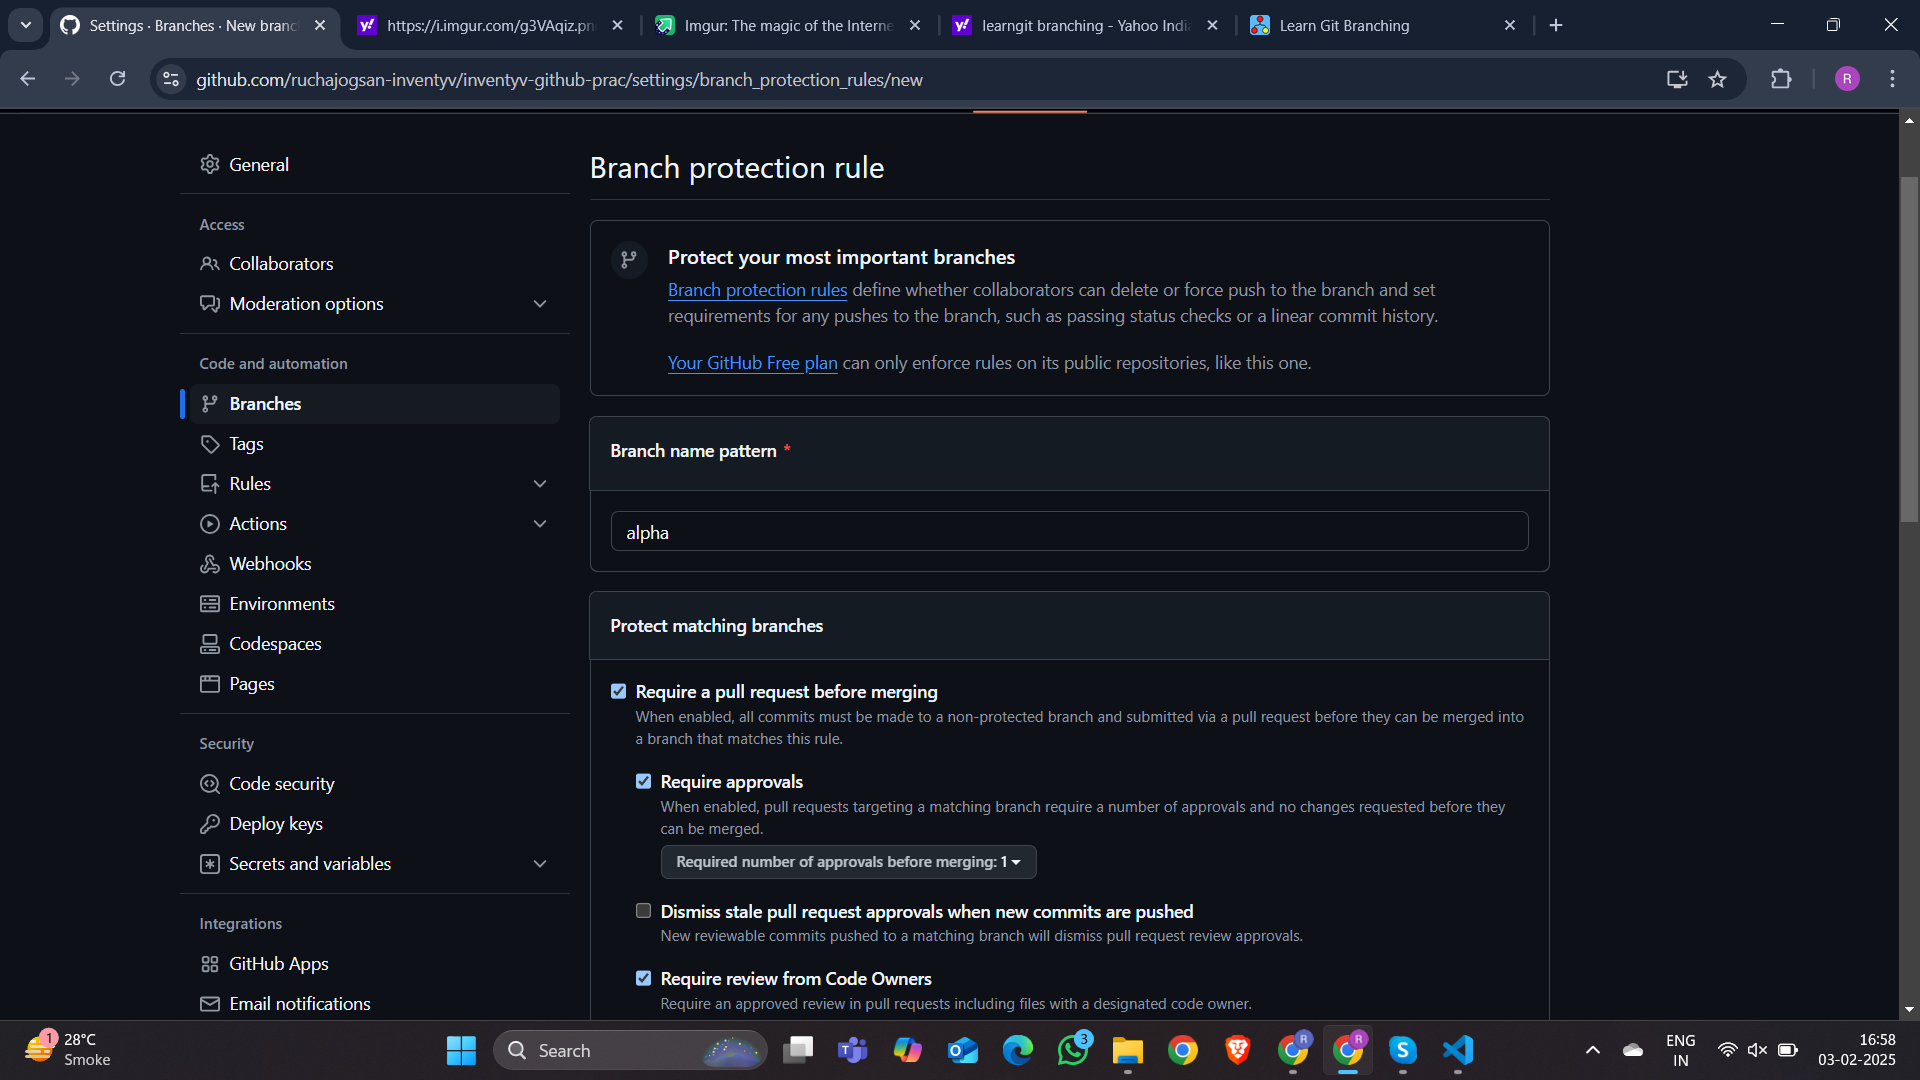 Settings · Branches · New branc
https://i.imgur.com/g3VAqiz.pn
Imgur: The magic of the Interne
learngit branching - Yahoo Indi
Learn Git Branching
github.com/ruchajogsan-inventyv/inventyv-github-prac/settings/branch_protection_rules/new
R
General
Access
Collaborators
Moderation options
Code and automation
Branches
Tags
Rules
Actions
Webhooks
Environments
Codespaces
Pages
Security
Code security
Deploy keys
Secrets and variables
Integrations
GitHub Apps
Email notifications
Branch protection rule
Protect your most important branches
Branch protection rules define whether collaborators can delete or force push to the branch and set
requirements for any pushes to the branch, such as passing status checks or a linear commit history.
Your GitHub Free plan can only enforce rules on its public repositories, like this one.
Branch name pattern *
alpha
Protect matching branches
Require a pull request before merging
When enabled, all commits must be made to a non-protected branch and submitted via a pull request before they can be merged into
a branch that matches this rule.
Require approvals
When enabled, pull requests targeting a matching branch require a number of approvals and no changes requested before they
can be merged.
Required number of approvals before merging: 1
Dismiss stale pull request approvals when new commits are pushed
New reviewable commits pushed to a matching branch will dismiss pull request review approvals.
Require review from Code Owners
Require an approved review in pull requests including files with a designated code owner.
1
28°C
Smoke
Search
3
R
R
ENG
IN
16:58
03-02-2025